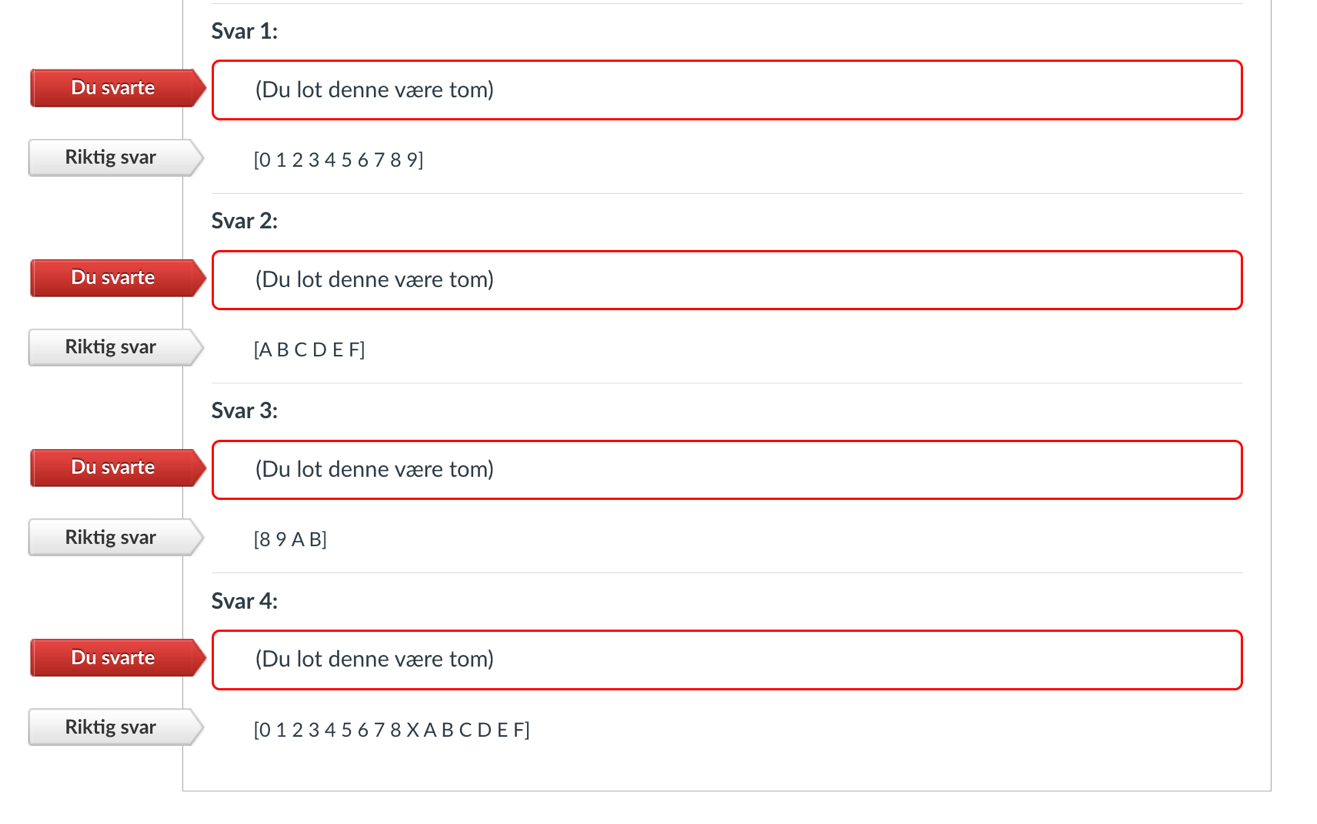 Svar 1:
Du svarte
(Du lot denne være tom)
Riktig svar
[0 1 2 3 4 5 6 7 8 9]
Svar 2:
Du svarte
(Du lot denne være tom)
Riktig svar
[A B C D E F]
Svar 3:
Du svarte
(Du lot denne være tom)
Riktig svar
[8 9 A B]
Svar 4:
Du svarte
(Du lot denne være tom)
Riktig svar
[0 1 2 3 4 5 6 7 8 X A B C D E F]